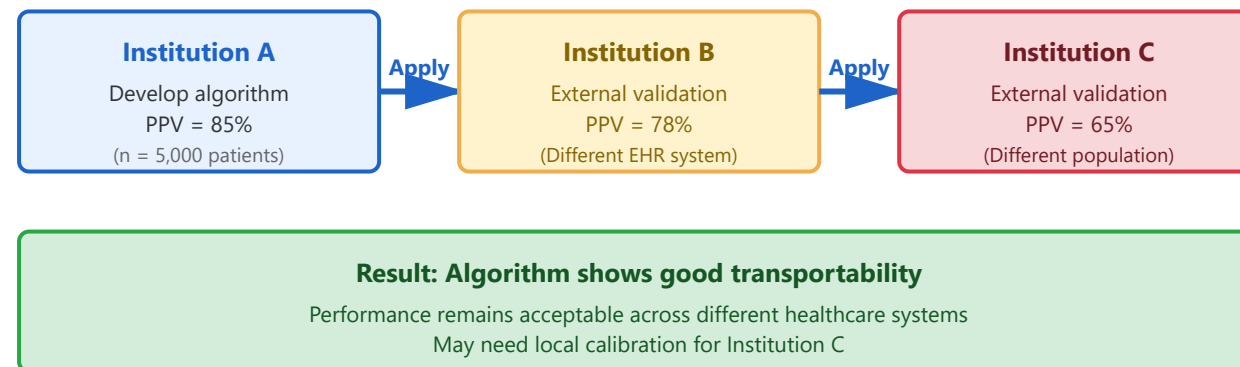 Institution A
Develop algorithm
PPV = 85%
(n = 5,000 patients)
Apply
Institution B
External validation
PPV = 78%
(Different EHR system)
Apply
Institution C
External validation
PPV = 65%
(Different population)
Result: Algorithm shows good transportability
Performance remains acceptable across different healthcare systems
May need local calibration for Institution C